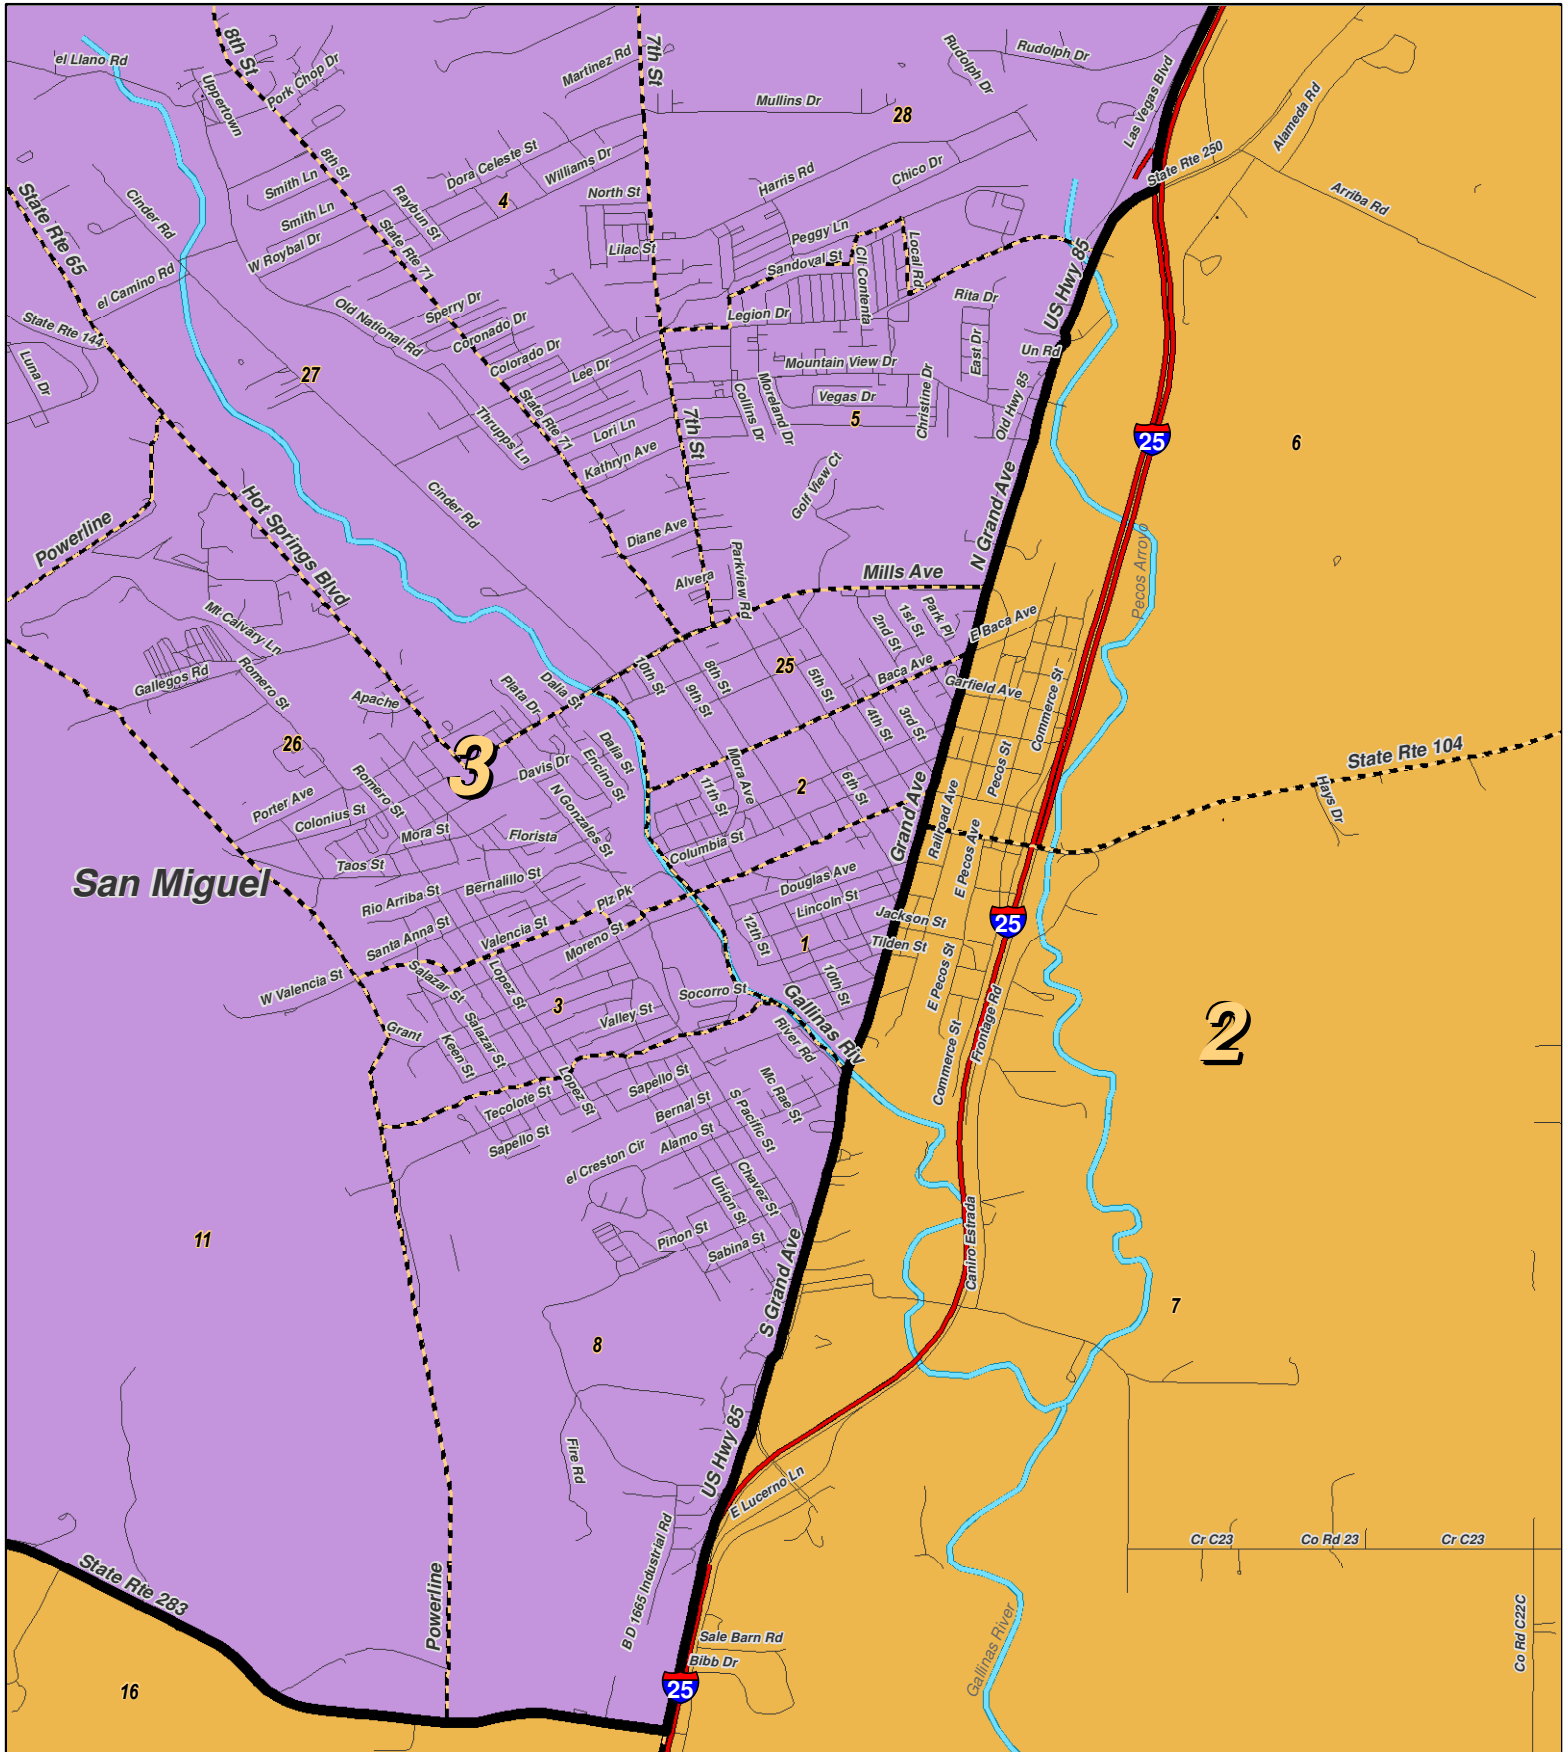 el Llano Rd
8th St
Pork Chop Dr
Uppertown
Martinez Rd
7th St
Mullins Dr
28
Rudolph Dr
Rudolph Dr
Las Vegas Blvd
State Rte 250
Alameda Rd
Arriba Rd
State Rte 65
Cinder Rd
Smith Ln
8th St
Smith Ln
W Roybal Dr
Raybun St
State Rte 71
Dora Celeste St
Williams Dr
4
North St
Lilac St
Harris Rd
Chico Dr
Peggy Ln
Sandoval St
Cll Contenta
Local Rd
US Hwy 85
el Camino Rd
State Rte 144
Luna Dr
Old National Rd
Sperry Dr
Coronado Dr
Colorado Dr
Lee Dr
Legion Dr
Rita Dr
East Dr
Un Rd
Mountain View Dr
Vegas Dr
Collins Dr
Moreland Dr
Christine Dr
Old Hwy 85
5
27
Thrupps Ln
State Rte 71
Lori Ln
Kathryn Ave
7th St
25
6
Golf View Ct
N Grand Ave
Cinder Rd
Hot Springs Blvd
Powerline
Diane Ave
Alvera
Parkview Rd
Mills Ave
Pecos Arroyo
Mt Calvary Ln
Gallegos Rd
Romero St
Apache
Plata Dr
Dalia St
10th St
8th St
9th St
25
5th St
2nd St
1st St
Park Pl
E Baca Ave
Baca Ave
Garfield Ave
4th St
3rd St
Commerce St
26
3
Davis Dr
Dalia St
Encino St
Mora Ave
11th St
2
6th St
Pecos St
State Rte 104
Hays Dr
Porter Ave
Colonius St
Romero St
Mora St
N Gonzales St
Florista
Columbia St
Grand Ave
Railroad Ave
E Pecos Ave
San Miguel
Taos St
Rio Arriba St
Bernalillo St
Plz Pk
Douglas Ave
Lincoln St
Jackson St
25
Santa Anna St
Valencia St
Moreno St
12th St
1
Tilden St
W Valencia St
Salazar St
Lopez St
3
Socorro St
Gallinas Riv
10th St
E Pecos St
Frontage Rd
2
Grant
Keen St
Salazar St
Valley St
River Rd
Commerce St
Tecolote St
Lopez St
Sapello St
Mc Rae St
Bernal St
S Pacific St
Sapello St
Alamo St
el Creston Cir
Chavez St
Union St
Pinon St
Sabina St
S Grand Ave
Caniro Estrada
11
7
8
Fire Rd
US Hwy 85
E Lucerno Ln
B D 1665 Industrial Rd
Cr C23
Co Rd 23
Cr C23
State Rte 283
Powerline
Sale Barn Rd
Bibb Dr
25
Gallinas River
Co Rd C22C
16